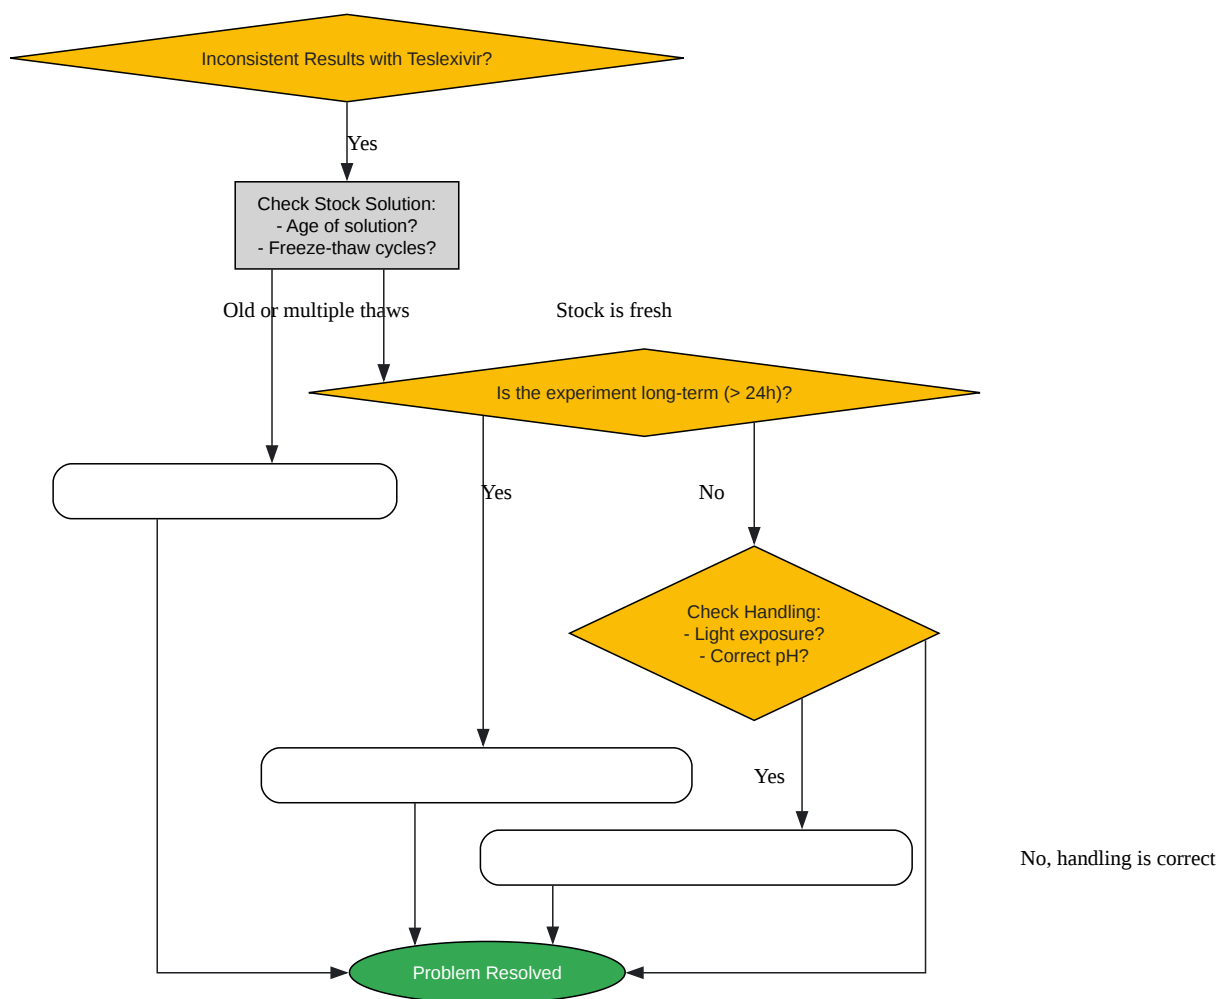 Inconsistent Results with Teslexivir?
Yes
Check Stock Solution:
- Age of solution?
- Freeze-thaw cycles?
Old or multiple thaws
Stock is fresh
Is the experiment long-term (> 24h)?
Yes
No
Check Handling:
- Light exposure?
- Correct pH?
Yes
No, handling is correct
Problem Resolved